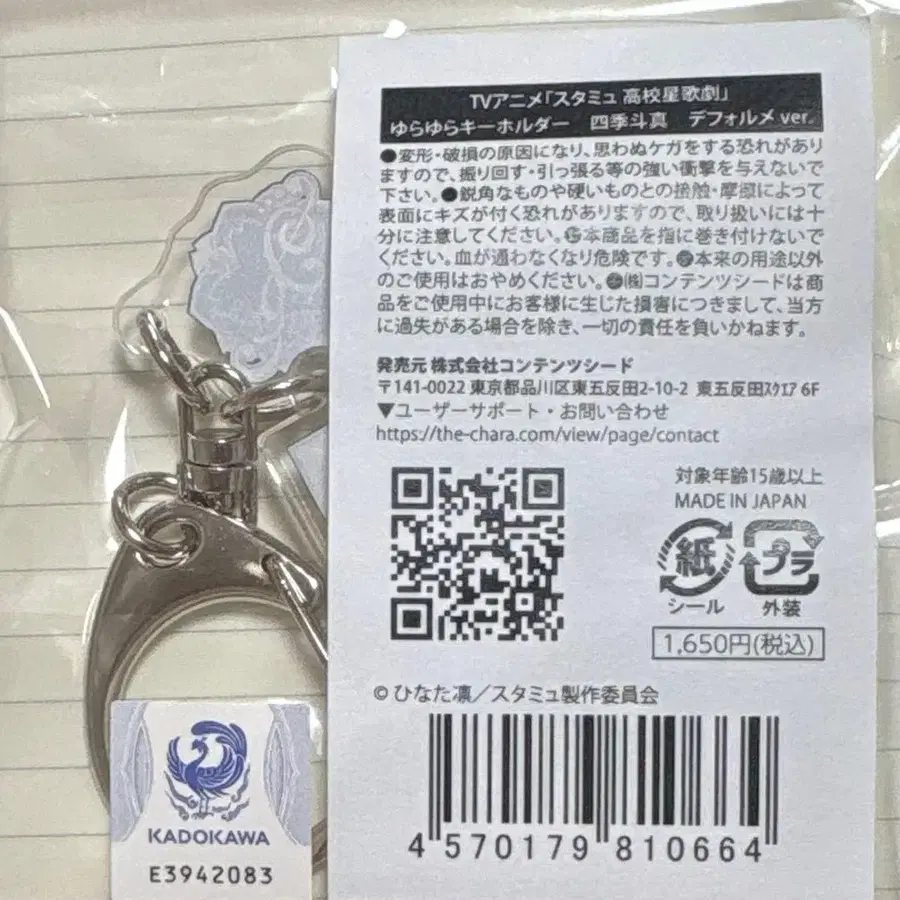 TVアニメ「スタミュ 高校星歌劇」
ゆらゆらキーホルダー 四季斗真 デフォルメ ver.
●変形・破損の原因になり、思わぬケガをする恐れがあり
ますので、振り回す・引っ張る等の強い衝撃を与えないで
下さい。●鋭角なものや硬いものとの接触・摩擦によって
表面にキズが付く恐れがありますので、取り扱いには十
分に注意してください。●本商品を指に巻き付けないで
ください。血が通わなくなり危険です。●本来の用途以外
のご使用はおやめください。●㈱コンテンツシードは商
品をご使用中にお客様に生じた損害につきまして、当方
に過失がある場合を除き、一切の責任を負いかねます。
発売元 株式会社コンテンツシード
〒141-0022 東京都品川区東五反田2-10-2 東五反田ｽｸｴｱ 6F
▼ユーザーサポート・お問い合わせ
https://the-chara.com/view/page/contact
対象年齢15歳以上
MADE IN JAPAN
紙
シール
プラ
外装
1,650円(税込)
© ひなた凛／スタミュ製作委員会
4 570179 810664
KADOKAWA
E3942083